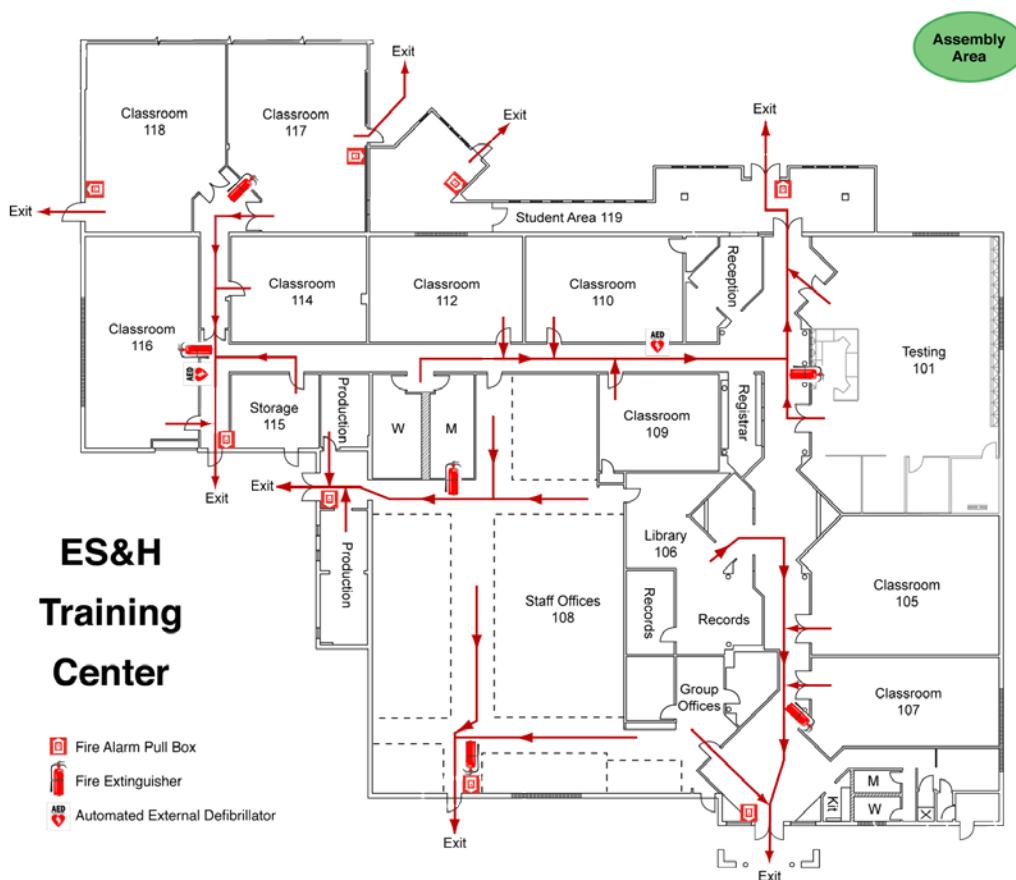 Assembly
Area
Exit
Exit
Exit
Classroom
118
Classroom
117
Exit
Student Area 119
Classroom
116
Classroom
114
Classroom
112
Classroom
110
Reception
Testing
101
AED
AED
Storage
115
Production
W
M
Classroom
109
Registrar
Exit
Exit
Production
Library
106
Records
Records
Staff Offices
108
Classroom
105
Group
Offices
Classroom
107
ES&H
Training
Center
Fire Alarm Pull Box
Fire Extinguisher
AED
Automated External Defibrillator
Kit
M
W
Exit
Exit